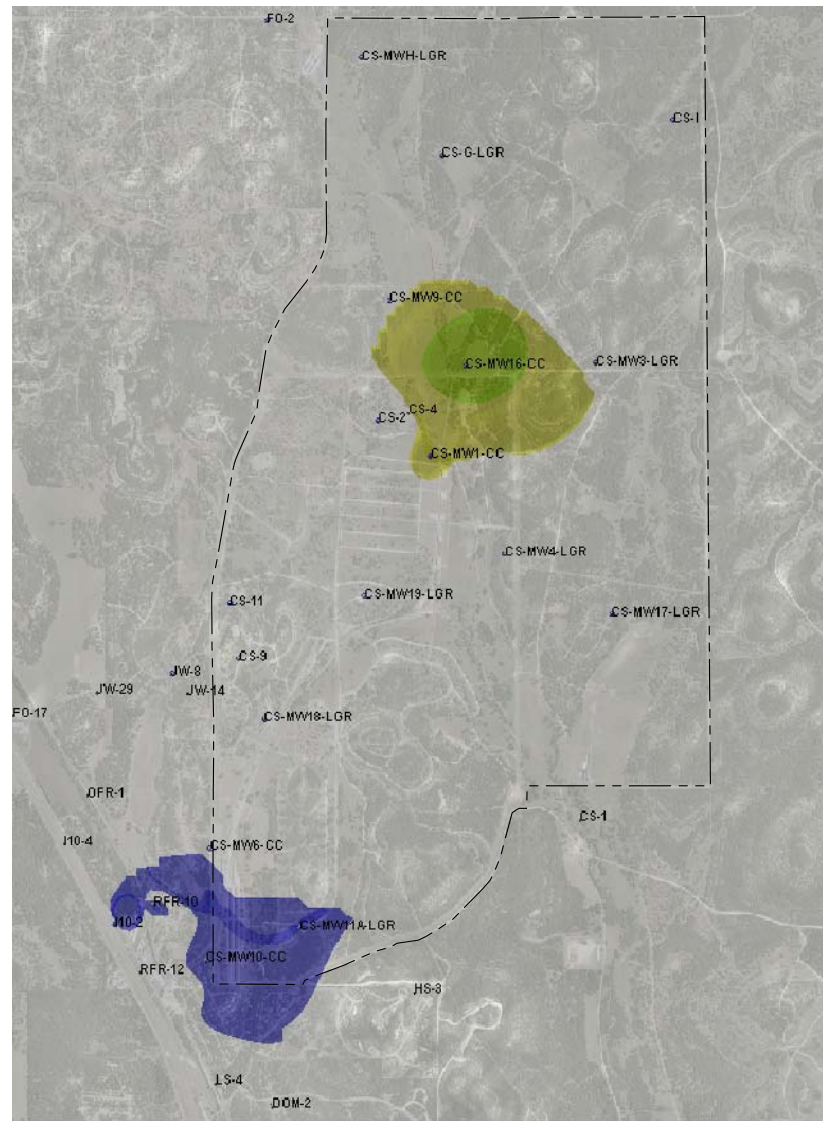 FO-2
CS-MWH-LGR
CS-I
CS-G-LGR
CS-MW9-CC
CS-MW16-CC
CS-MW3-LGR
CS-4
CS-2
CS-MW1-CC
CS-MW4-LGR
CS-MW19-LGR
CS-11
CS-MW17-LGR
CS-9
JW-8
JW-29
JW-14
FO-17
CS-MW18-LGR
OFR-1
CS-1
I10-4
CS-MW6-CC
RFR-10
I10-2
CS-MW11A-LGR
CS-MW10-CC
RFR-12
HS-3
LS-4
DOM-2